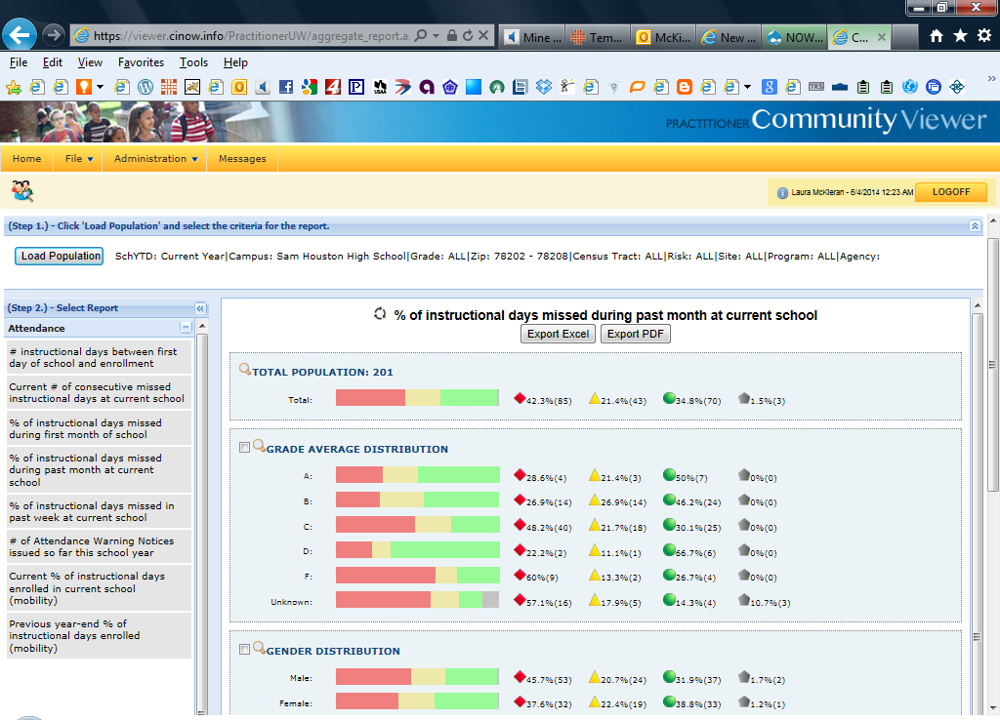 https://viewer.cinow.info/PractitionerUW/aggregate_report.a
Mine ...
Tem...
McKi...
New ...
NOW...
C...
File Edit View Favorites Tools Help
PRACTITIONER Community Viewer
Home File Administration Messages
Laura McKieran - 6/4/2014 12:23 AM LOGOFF
(Step 1.) - Click 'Load Population' and select the criteria for the report.
Load Population SchYTD: Current Year|Campus: Sam Houston High School|Grade: ALL|Zip: 78202 - 78208|Census Tract: ALL|Risk: ALL|Site: ALL|Program: ALL|Agency:
(Step 2.) - Select Report
Attendance
# instructional days between first
day of school and enrollment
Current # of consecutive missed
instructional days at current school
% of instructional days missed
during first month of school
% of instructional days missed
during past month at current
school
% of instructional days missed in
past week at current school
# of Attendance Warning Notices
issued so far this school year
Current % of instructional days
enrolled in current school
(mobility)
Previous year-end % of
instructional days enrolled
(mobility)
% of instructional days missed during past month at current school
Export Excel Export PDF
TOTAL POPULATION: 201
Total: 42.3%(85) 21.4%(43) 34.8%(70) 1.5%(3)
GRADE AVERAGE DISTRIBUTION
A: 28.6%(4) 21.4%(3) 50%(7) 0%(0)
B: 26.9%(14) 26.9%(14) 46.2%(24) 0%(0)
C: 48.2%(40) 21.7%(18) 30.1%(25) 0%(0)
D: 22.2%(2) 11.1%(1) 66.7%(6) 0%(0)
F: 60%(9) 13.3%(2) 26.7%(4) 0%(0)
Unknown: 57.1%(16) 17.9%(5) 14.3%(4) 10.7%(3)
GENDER DISTRIBUTION
Male: 45.7%(53) 20.7%(24) 31.9%(37) 1.7%(2)
Female: 37.6%(32) 22.4%(19) 38.8%(33) 1.2%(1)